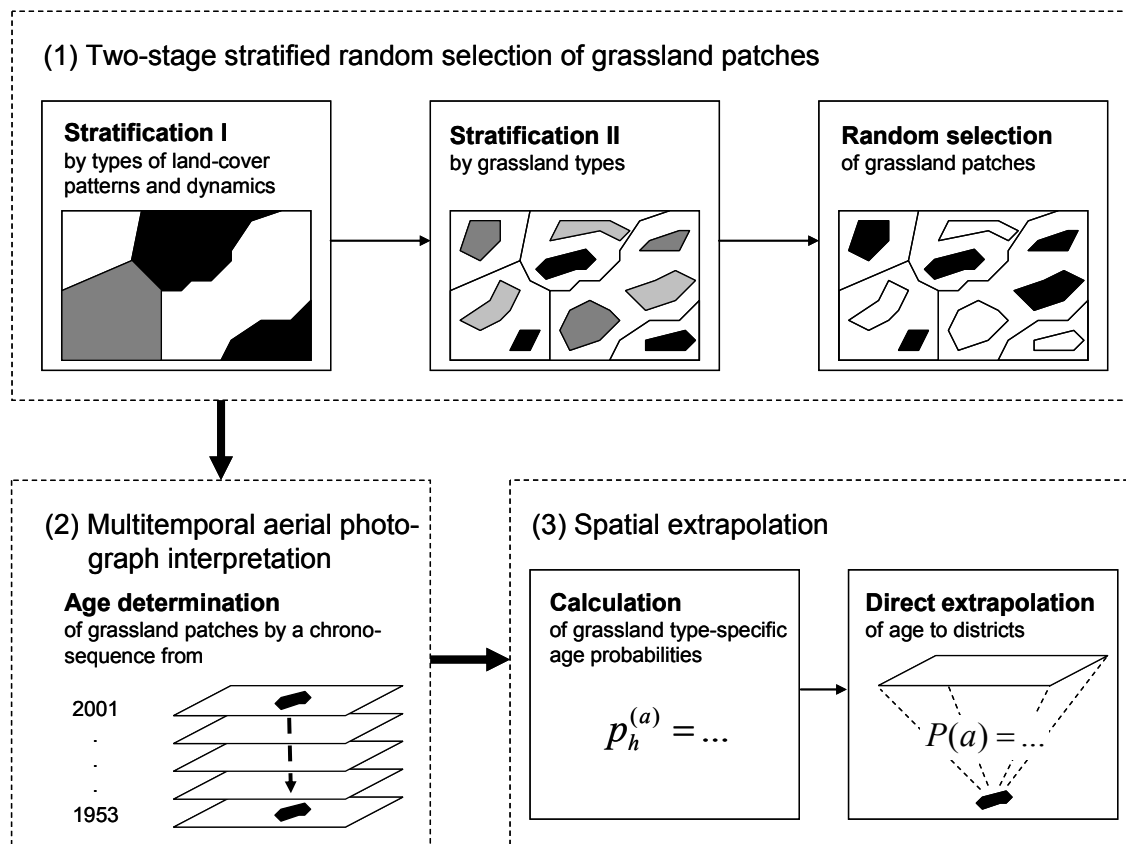 (1) Two-stage stratified random selection of grassland patches
Stratification I
by types of land-cover
patterns and dynamics
Stratification II
by grassland types
Random selection
of grassland patches
(2) Multitemporal aerial photo-
graph interpretation
Age determination
of grassland patches by a chrono-
sequence from
2001
.
.
.
1953
(3) Spatial extrapolation
Calculation
of grassland type-specific
age probabilities
p_h^{(a)} = ...
Direct extrapolation
of age to districts
P(a) = ...